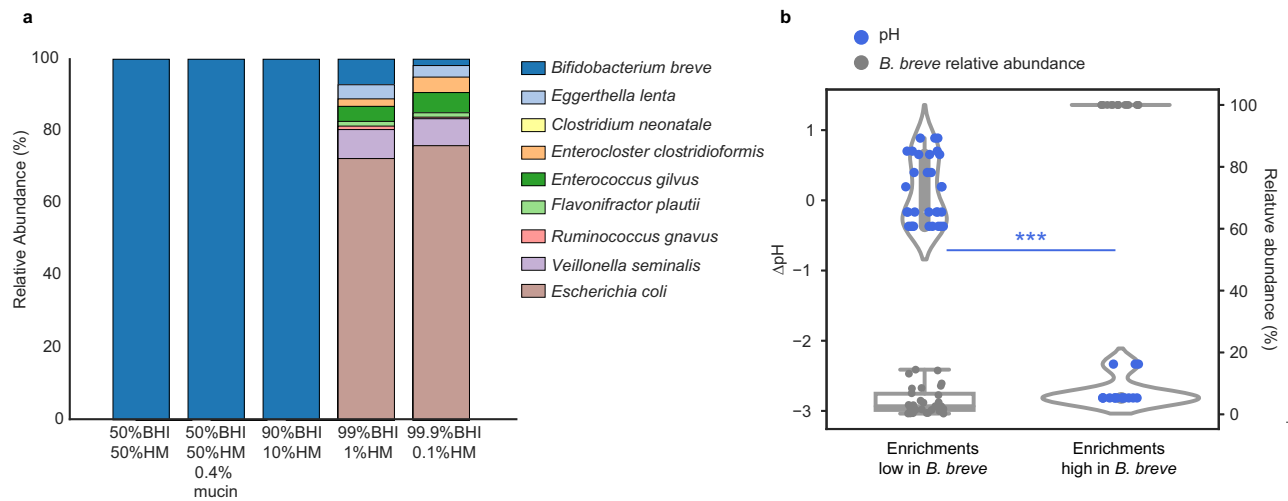 a
Relative Abundance (%)
100
80
60
40
20
0
50%BHI
50%HM
50%BHI
50%HM
0.4%
mucin
90%BHI
10%HM
99%BHI
1%HM
99.9%BHI
0.1%HM
Bifidobacterium breve
Eggerthella lenta
Clostridium neonatale
Enterocloster clostridioformis
Enterococcus gilvus
Flavonifractor plautii
Ruminococcus gnavus
Veillonella seminalis
Escherichia coli
b
pH
B. breve relative abundance
ΔpH
1
0
−1
−2
−3
***
100
80
60
40
20
0
Relative abundance (%)
Enrichments
low in B. breve
Enrichments
high in B. breve